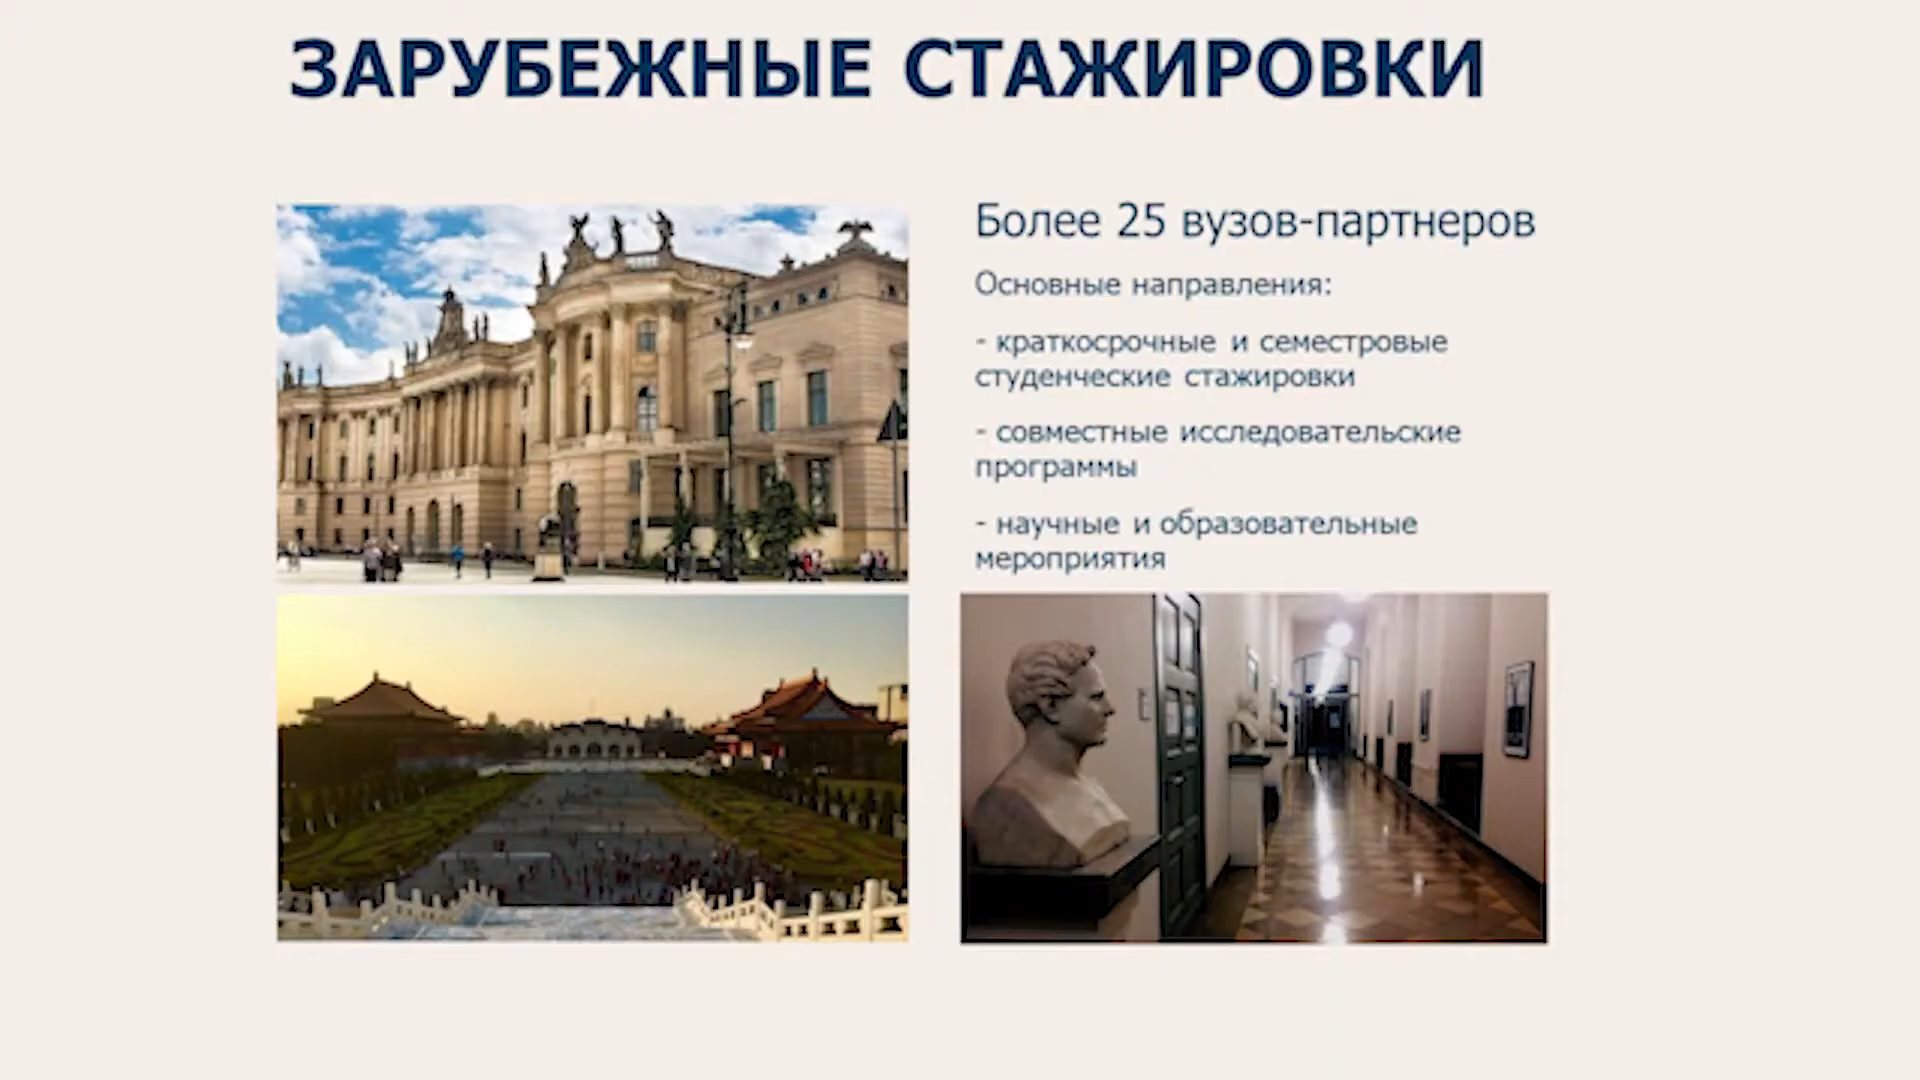 ЗАРУБЕЖНЫЕ СТАЖИРОВКИ
Более 25 вузов-партнеров
Основные направления:
- краткосрочные и семестровые
студенческие стажировки
- совместные исследовательские
программы
- научные и образовательные
мероприятия